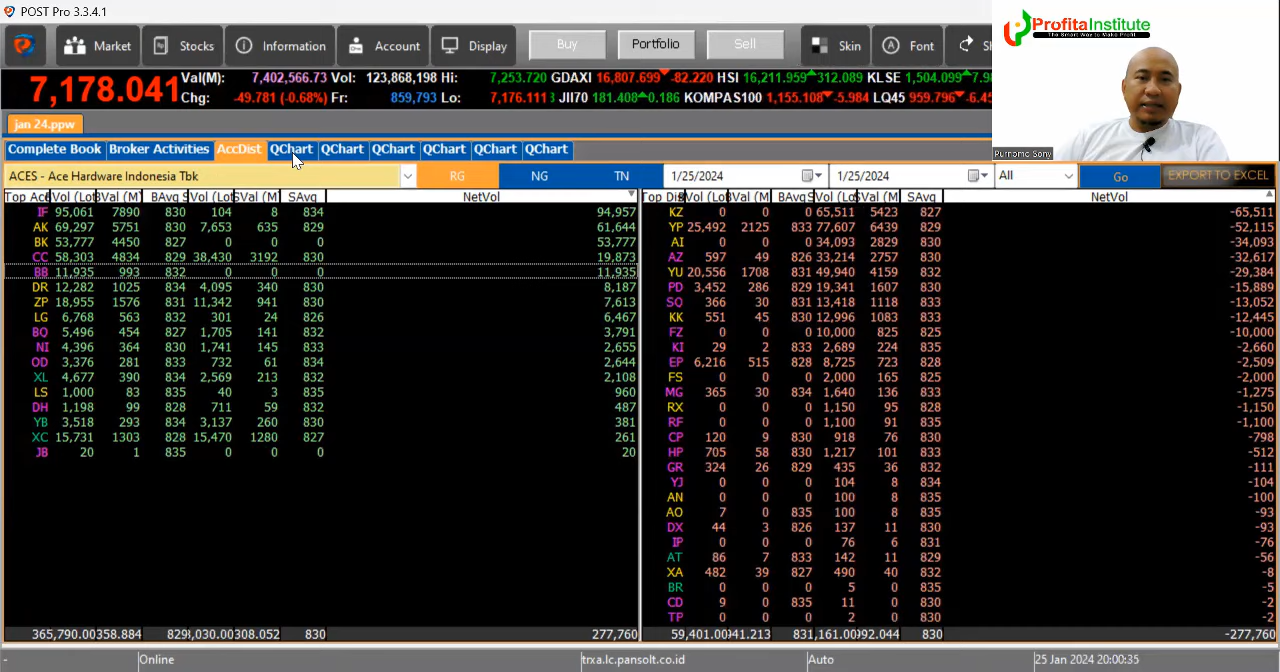 POST Pro 3.3.4.1
ProfitaInstitute
The Smart Way to Make Profit
Market Stocks Information Account Display Buy Portfolio Sell Skin Font
7,178.041 Val(M): 7,402,566.73 Vol: 123,868,198 Hi: 7,253.720 GDAXI 16,807.699 -82.220 HSI 16,211.959 312.089 KLSE 1,504.099
Chg: -49.781 (-0.68%) Fr: 859,793 Lo: 7,176.111 JII70 181.408 0.186 KOMPAS100 1,155.108 -5.984 LQ45 959.796 -6.45
Purnomo Sony
jan 24.ppw
Complete Book Broker Activities AccDist QChart QChart QChart QChart QChart QChart
ACES - Ace Hardware Indonesia Tbk RG NG TN 1/25/2024 1/25/2024 All Go EXPORT TO EXCEL
Top Acc Vol (Lot BVal (M) BAvg Vol (Lot) SVal (M SAvg NetVol Top Dis Vol (Lot BVal (M BAvg Vol (Lo SVal (M SAvg NetVol
IF 95,061 7890 830 104 8 834 94,957 KZ 0 0 0 65,511 5423 827 -65,511
AK 69,297 5751 830 7,653 635 829 61,644 YP 25,492 2125 833 77,607 6439 829 -52,115
BK 53,777 4450 827 0 0 0 53,777 AI 0 0 0 34,093 2829 830 -34,093
CC 58,303 4834 829 38,430 3192 830 19,873 AZ 597 49 826 33,214 2757 830 -32,617
BB 11,935 993 832 0 0 0 11,935 YU 20,556 1708 831 49,940 4159 832 -29,384
DR 12,282 1025 834 4,095 340 830 8,187 PD 3,452 286 829 19,341 1607 830 -15,889
ZP 18,955 1576 831 11,342 941 830 7,613 SQ 366 30 831 13,418 1118 833 -13,052
LG 6,768 563 832 301 24 826 6,467 KK 551 45 830 12,996 1083 833 -12,445
BQ 5,496 454 827 1,705 141 832 3,791 FZ 0 0 0 10,000 825 825 -10,000
NI 4,396 364 830 1,741 145 833 2,655 KI 29 2 833 2,689 224 835 -2,660
OD 3,376 281 833 732 61 834 2,644 EP 6,216 515 828 8,725 723 828 -2,509
XL 4,677 390 834 2,569 213 832 2,108 FS 0 0 0 2,000 165 825 -2,000
LS 1,000 83 835 40 3 835 960 MG 365 30 834 1,640 136 833 -1,275
DH 1,198 99 828 711 59 832 487 RX 0 0 0 1,150 95 828 -1,150
YB 3,518 293 834 3,137 260 830 381 RF 0 0 0 1,100 91 835 -1,100
XC 15,731 1303 828 15,470 1280 827 261 CP 120 9 830 918 76 830 -798
JB 20 1 835 0 0 0 20 HP 705 58 830 1,217 101 833 -512
GR 324 26 829 435 36 832 -111
YJ 0 0 0 104 8 834 -104
AN 0 0 0 100 8 835 -100
AO 7 0 835 100 8 835 -93
DX 44 3 826 137 11 830 -93
IP 0 0 0 76 6 831 -76
AT 86 7 833 142 11 829 -56
XA 482 39 827 490 40 832 -8
BR 0 0 0 5 0 835 -5
CD 9 0 835 11 0 830 -2
TP 0 0 0 2 0 830 -2
365,790.00 358.884 829 ,030.00 308.052 830 277,760 59,401.00 41.213 831 ,161.00 92.044 830 -277,760
- Online trxa.lc.pansolt.co.id Auto 25 Jan 2024 20:00:35